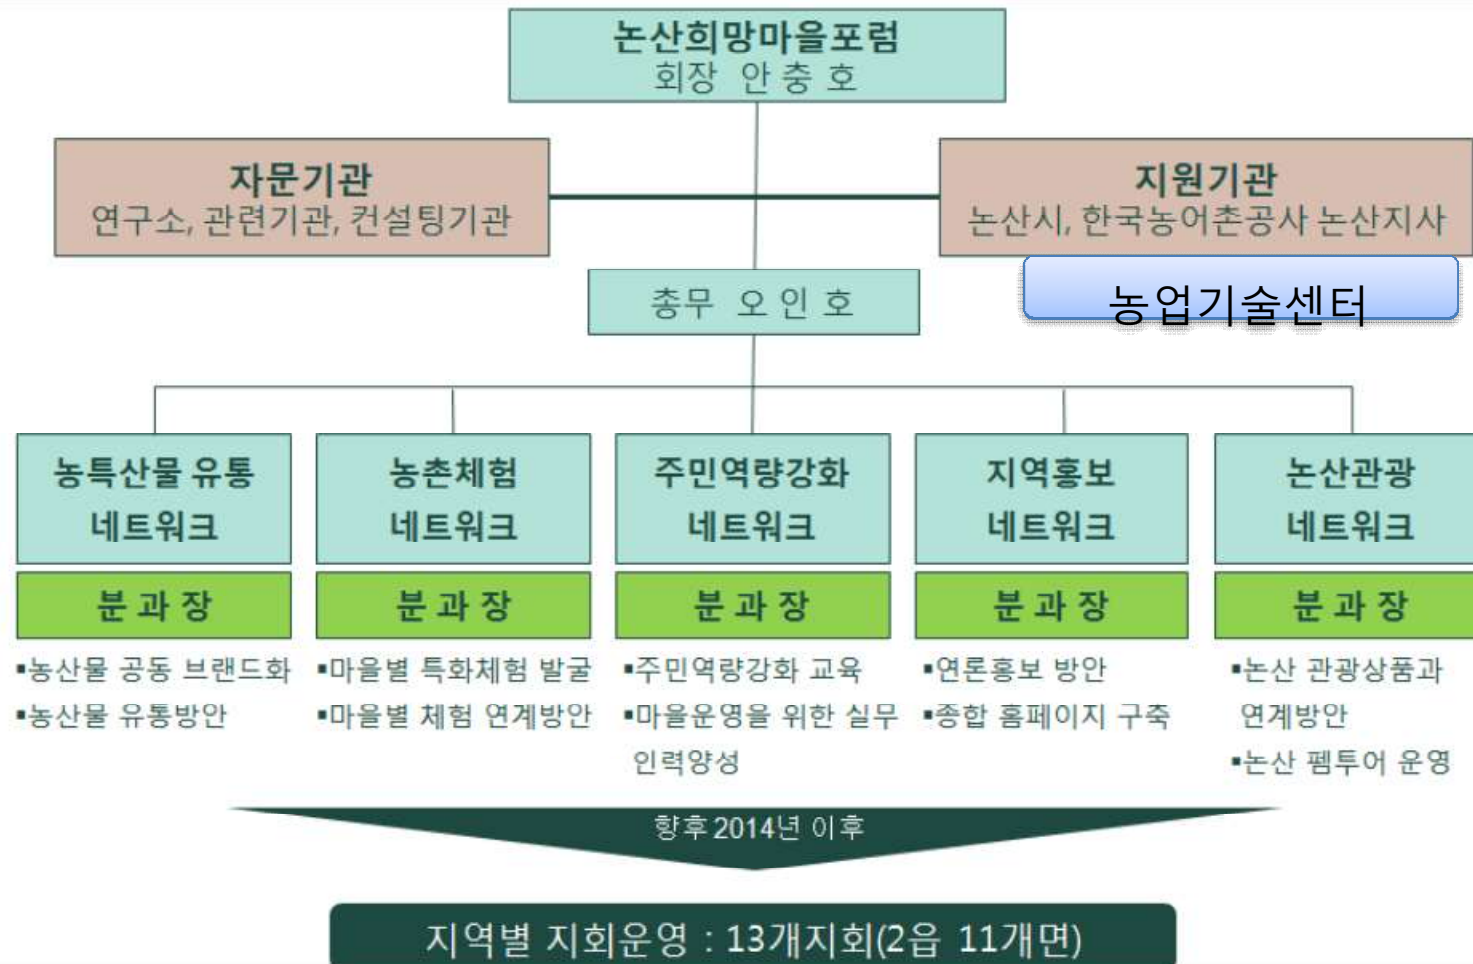 논산희망마을포럼
회장 안 충 호
자문기관
연구소, 관련기관, 컨설팅기관
지원기관
논산시, 한국농어촌공사 논산지사
농업기술센터
총무 오 인 호
농특산물 유통
네트워크
분 과 장
▪농산물 공동 브랜드화
▪농산물 유통방안
농촌체험
네트워크
분 과 장
▪마을별 특화체험 발굴
▪마을별 체험 연계방안
주민역량강화
네트워크
분 과 장
▪주민역량강화 교육
▪마을운영을 위한 실무
인력양성
지역홍보
네트워크
분 과 장
▪연론홍보 방안
▪종합 홈페이지 구축
논산관광
네트워크
분 과 장
▪논산 관광상품과
연계방안
▪논산 펨투어 운영
향후 2014년 이후
지역별 지회운영 : 13개지회(2읍 11개면)